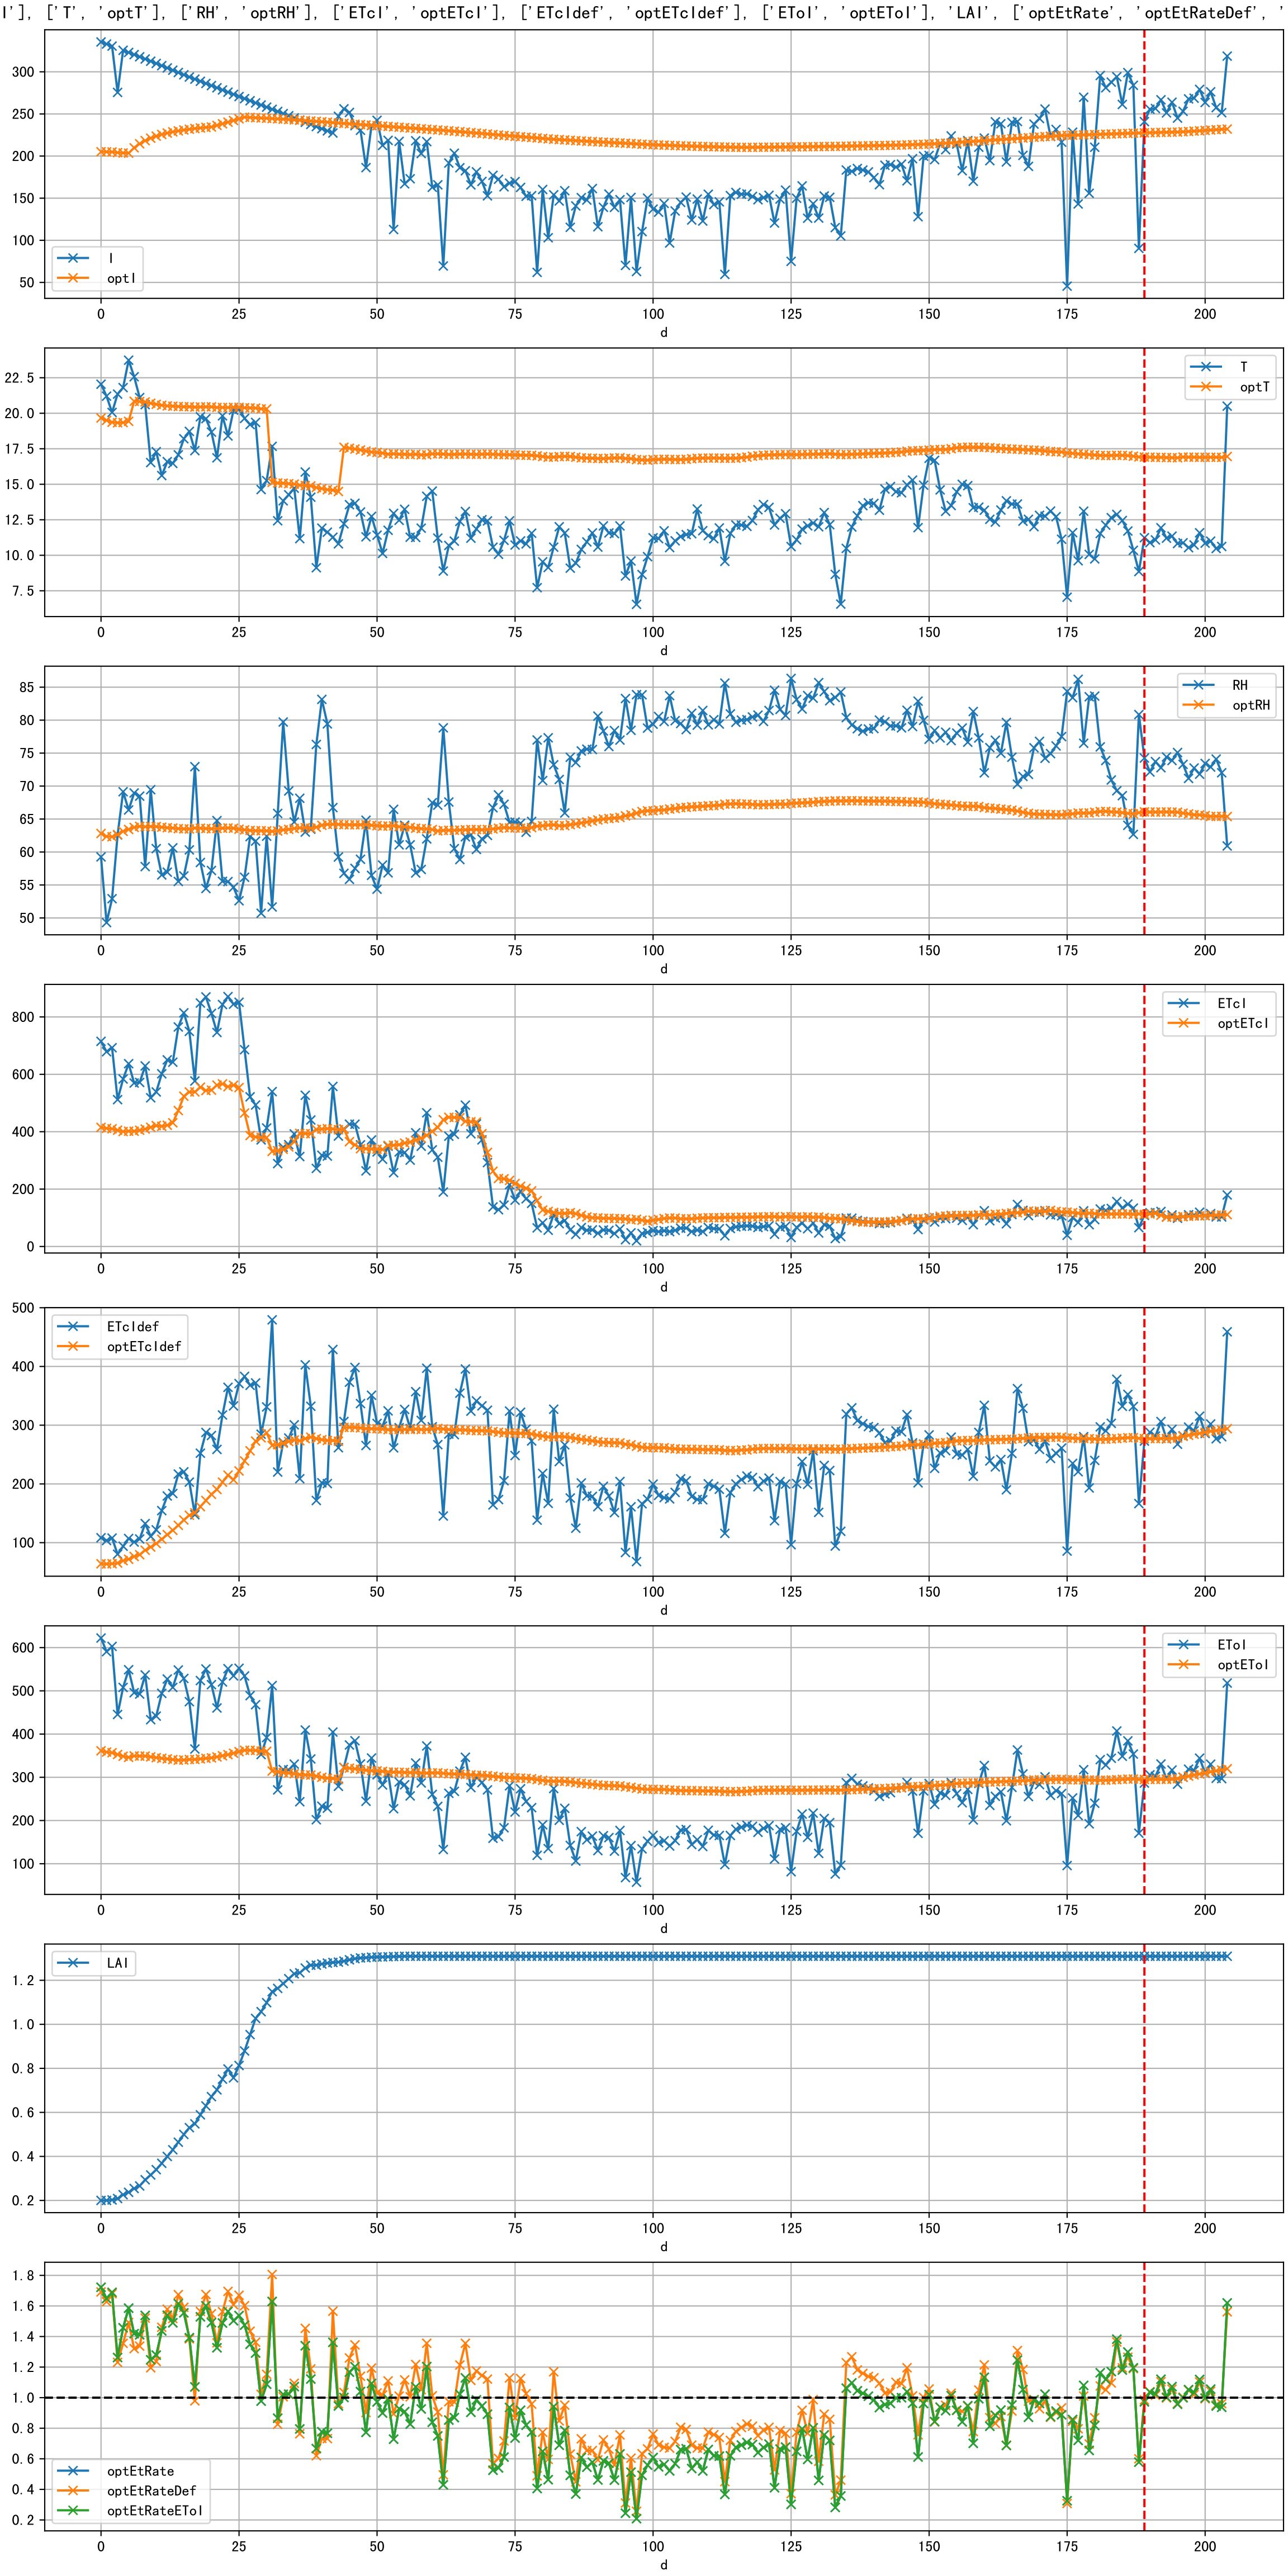 I'], ['T', 'optT'], ['RH', 'optRH'], ['ETcI', 'optETcI'], ['ETcIdef', 'optETcIdef'], ['EToI', 'optEToI'], 'LAI', ['optEtRate', 'optEtRateDef', '
300
250
200
150
100
50
I
optI
0 25 50 75 100 125 150 175 200
d
22.5
20.0
17.5
15.0
12.5
10.0
7.5
T
optT
0 25 50 75 100 125 150 175 200
d
85
80
75
70
65
60
55
50
RH
optRH
0 25 50 75 100 125 150 175 200
d
800
600
400
200
0
ETcI
optETcI
0 25 50 75 100 125 150 175 200
d
500
400
300
200
100
ETcIdef
optETcIdef
0 25 50 75 100 125 150 175 200
d
600
500
400
300
200
100
EToI
optEToI
0 25 50 75 100 125 150 175 200
d
1.2
1.0
0.8
0.6
0.4
0.2
LAI
0 25 50 75 100 125 150 175 200
d
1.8
1.6
1.4
1.2
1.0
0.8
0.6
0.4
0.2
optEtRate
optEtRateDef
optEtRateEToI
0 25 50 75 100 125 150 175 200
d